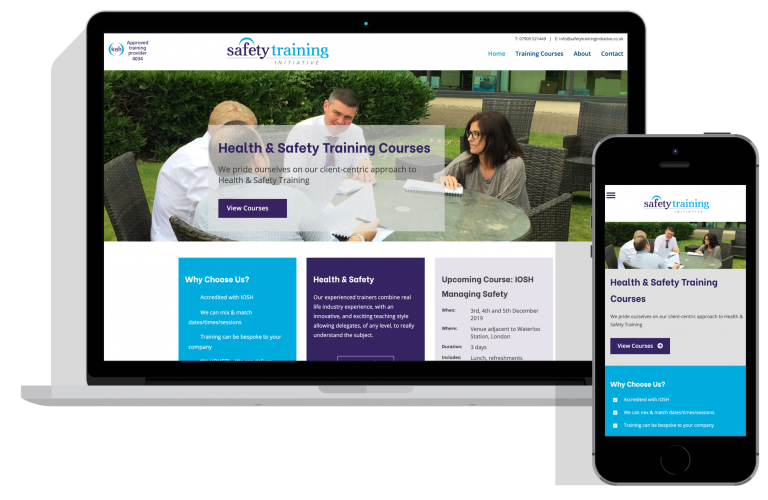 iosh
Approved
training
provider
4034
safety training
INITIATIVE
T: 07909 521449 | E: info@safetytraininginitiative.co.uk
Home Training Courses About Contact
Health & Safety Training Courses
We pride ourselves on our client-centric approach to
Health & Safety Training
View Courses
Why Choose Us?
Accredited with IOSH
We can mix & match
dates/times/sessions
Training can be bespoke to your
company
Health & Safety
Our experienced trainers combine real
life industry experience, with an
innovative, and exciting teaching style
allowing delegates, of any level, to really
understand the subject.
Upcoming Course: IOSH
Managing Safety
When: 3rd, 4th and 5th December
2019
Where: Venue adjacent to Waterloo
Station, London
Duration: 3 days
Includes: Lunch, refreshments
safety training
INITIATIVE
Health & Safety Training
Courses
We pride ourselves on our client-centric approach to Health &
Safety Training
View Courses
Why Choose Us?
Accredited with IOSH
We can mix & match dates/times/sessions
Training can be bespoke to your company